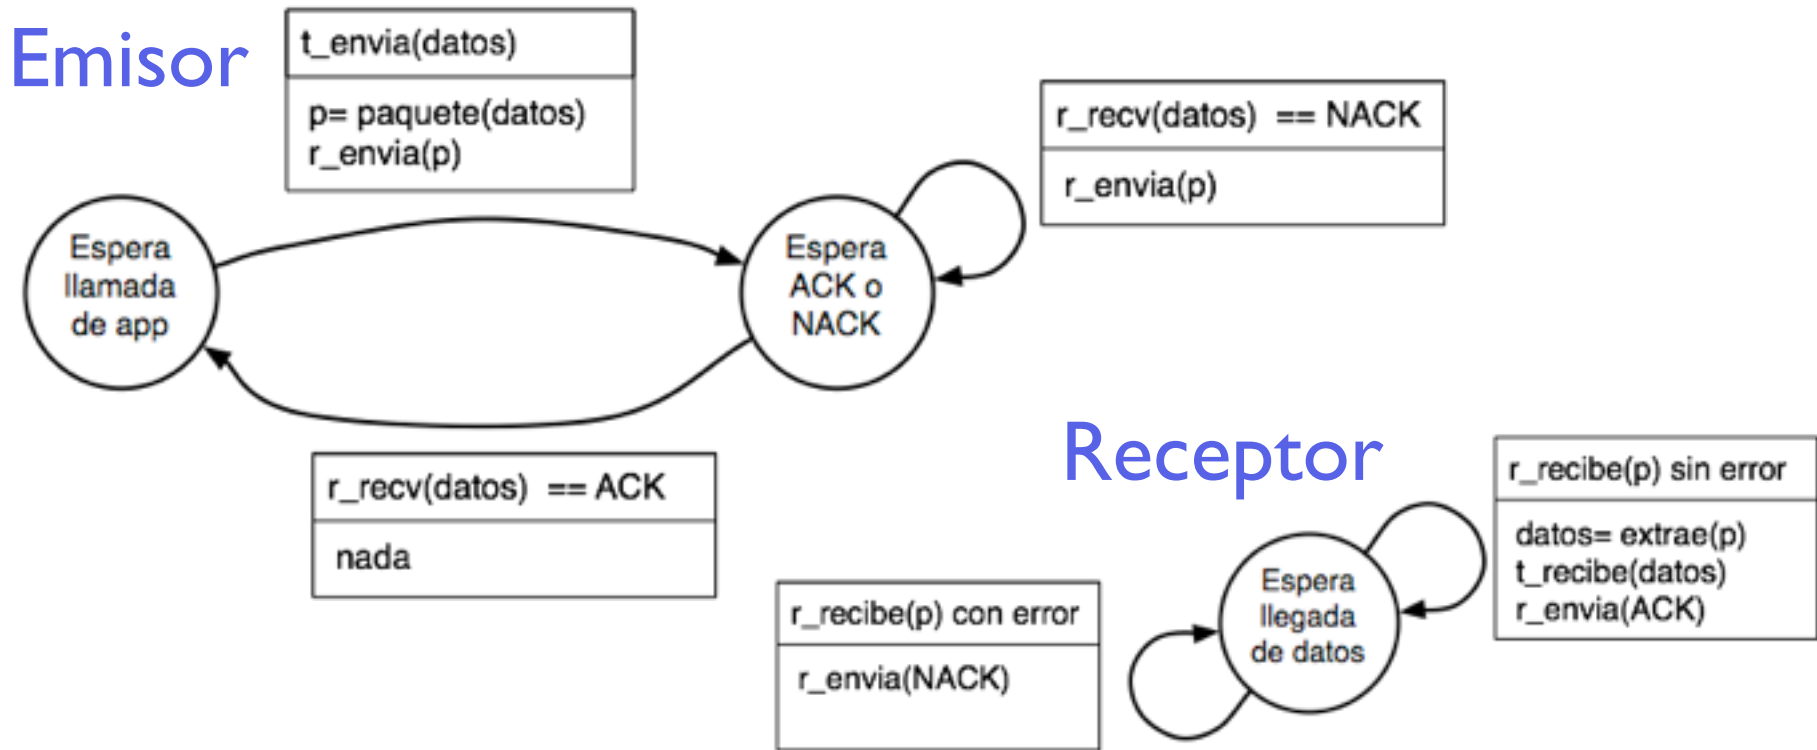 Emisor
t_envia(datos)
p= paquete(datos)
r_envia(p)
r_recv(datos) == NACK
r_envia(p)
Espera
llamada
de app
Espera
ACK o
NACK
r_recv(datos) == ACK
nada
Receptor
r_recibe(p) sin error
datos= extrae(p)
t_recibe(datos)
r_envia(ACK)
Espera
llegada
de datos
r_recibe(p) con error
r_envia(NACK)